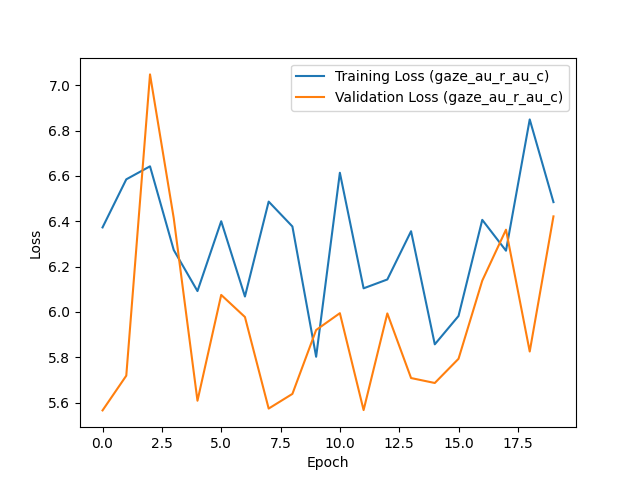 Training Loss (gaze_au_r_au_c)
Validation Loss (gaze_au_r_au_c)
7.0
6.8
6.6
6.4
6.2
6.0
5.8
5.6
Loss
0.0 2.5 5.0 7.5 10.0 12.5 15.0 17.5
Epoch